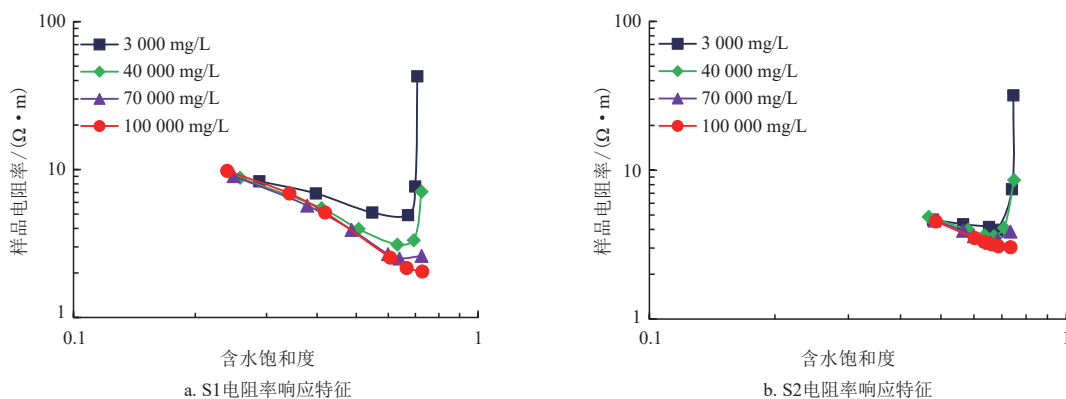 100
3 000 mg/L
40 000 mg/L
70 000 mg/L
100 000 mg/L
样品电阻率/(Ω·m)
10
1
0.1
1
含水饱和度
a. S1电阻率响应特征
100
3 000 mg/L
40 000 mg/L
70 000 mg/L
100 000 mg/L
样品电阻率/(Ω·m)
10
1
0.1
1
含水饱和度
b. S2电阻率响应特征